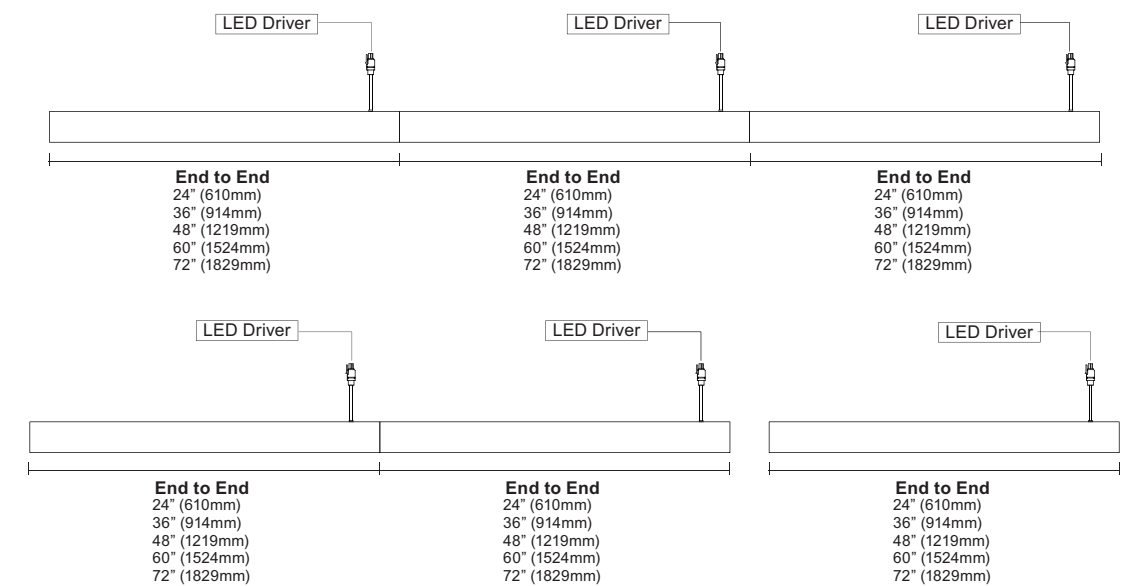 LED Driver
LED Driver
LED Driver
End to End
24” (610mm)
36” (914mm)
48” (1219mm)
60” (1524mm)
72” (1829mm)
End to End
24” (610mm)
36” (914mm)
48” (1219mm)
60” (1524mm)
72” (1829mm)
End to End
24” (610mm)
36” (914mm)
48” (1219mm)
60” (1524mm)
72” (1829mm)
LED Driver
LED Driver
LED Driver
End to End
24” (610mm)
36” (914mm)
48” (1219mm)
60” (1524mm)
72” (1829mm)
End to End
24” (610mm)
36” (914mm)
48” (1219mm)
60” (1524mm)
72” (1829mm)
End to End
24” (610mm)
36” (914mm)
48” (1219mm)
60” (1524mm)
72” (1829mm)